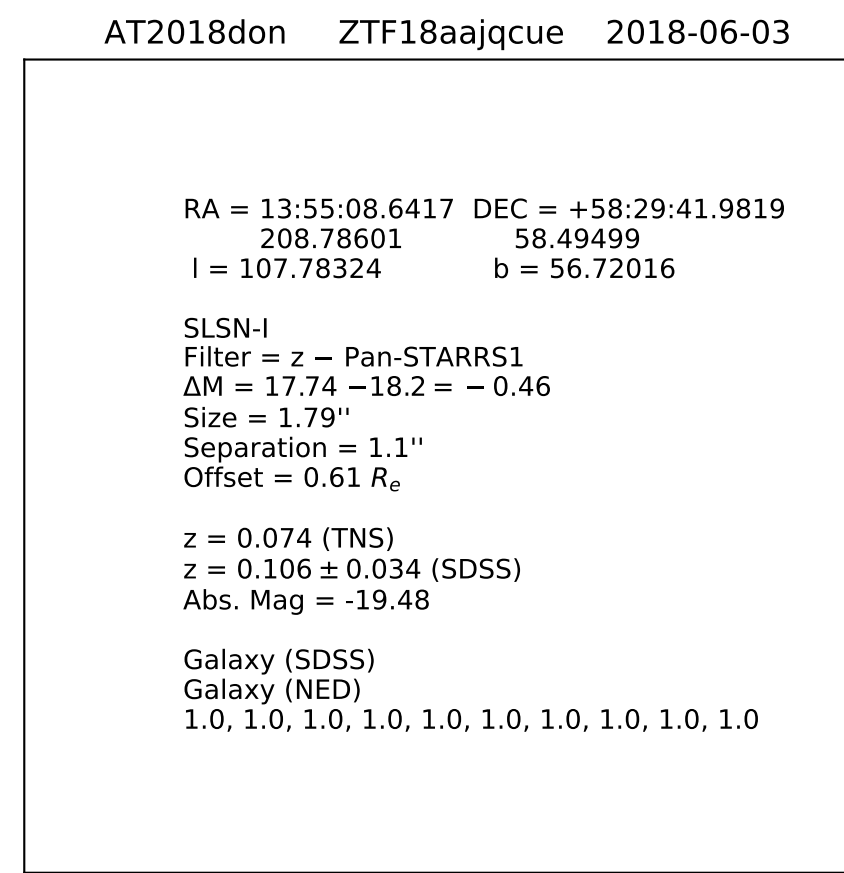 AT2018don ZTF18aajqcue 2018-06-03
RA = 13:55:08.6417 DEC = +58:29:41.9819
208.78601 58.49499
l = 107.78324 b = 56.72016
SLSN-I
Filter = z − Pan-STARRS1
ΔM = 17.74 −18.2 = − 0.46
Size = 1.79''
Separation = 1.1''
Offset = 0.61 Rₑ
z = 0.074 (TNS)
z = 0.106 ± 0.034 (SDSS)
Abs. Mag = -19.48
Galaxy (SDSS)
Galaxy (NED)
1.0, 1.0, 1.0, 1.0, 1.0, 1.0, 1.0, 1.0, 1.0, 1.0